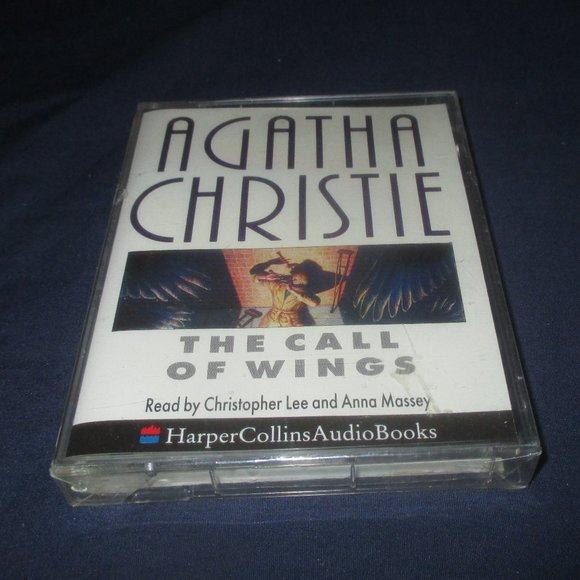 AGATHA
CHRISTIE
THE CALL
OF WINGS
Read by Christopher Lee and Anna Massey
HarperCollinsAudioBooks